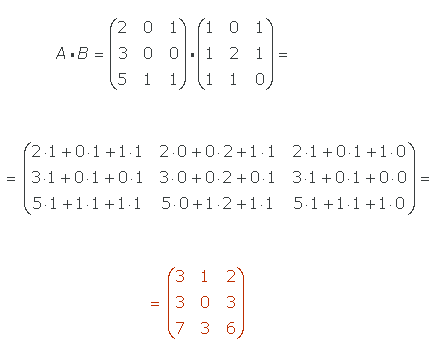 A·B = ( 2 0 1 ) · ( 1 0 1 ) =
( 3 0 0 ) ( 1 2 1 )
( 5 1 1 ) ( 1 1 0 )
= ( 2·1+0·1+1·1 2·0+0·2+1·1 2·1+0·1+1·0 ) =
( 3·1+0·1+0·1 3·0+0·2+0·1 3·1+0·1+0·0 )
( 5·1+1·1+1·1 5·0+1·2+1·1 5·1+1·1+1·0 )
= ( 3 1 2 )
( 3 0 3 )
( 7 3 6 )